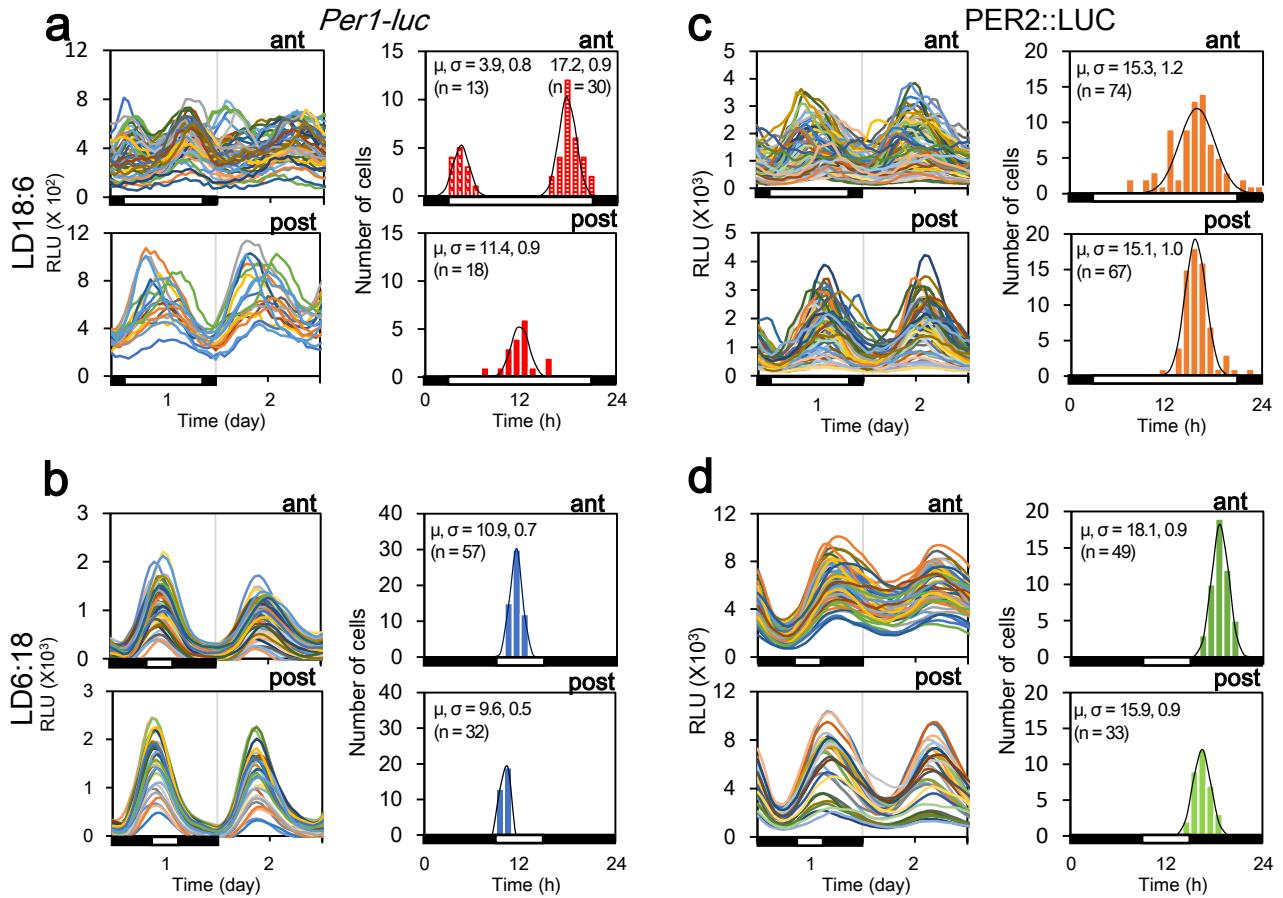 a
Per1-luc
ant
LD18:6
RLU (X 10²)
12
8
4
0
post
12
8
4
0
1 2
Time (day)
ant
Number of cells
15
10
5
0
μ, σ = 3.9, 0.8
(n = 13)
17.2, 0.9
(n = 30)
post
15
10
5
0
μ, σ = 11.4, 0.9
(n = 18)
0 12 24
Time (h)
c
PER2::LUC
ant
RLU (X10³)
5
4
3
2
1
0
post
5
4
3
2
1
0
1 2
Time (day)
ant
Number of cells
20
15
10
5
0
μ, σ = 15.3, 1.2
(n = 74)
post
20
15
10
5
0
μ, σ = 15.1, 1.0
(n = 67)
0 12 24
Time (h)
b
ant
LD6:18
RLU (X10³)
3
2
1
0
post
3
2
1
0
1 2
Time (day)
ant
Number of cells
40
30
20
10
0
μ, σ = 10.9, 0.7
(n = 57)
post
40
30
20
10
0
μ, σ = 9.6, 0.5
(n = 32)
0 12 24
Time (h)
d
ant
RLU (X10³)
12
8
4
0
post
12
8
4
0
1 2
Time (day)
ant
Number of cells
20
15
10
5
0
μ, σ = 18.1, 0.9
(n = 49)
post
20
15
10
5
0
μ, σ = 15.9, 0.9
(n = 33)
0 12 24
Time (h)